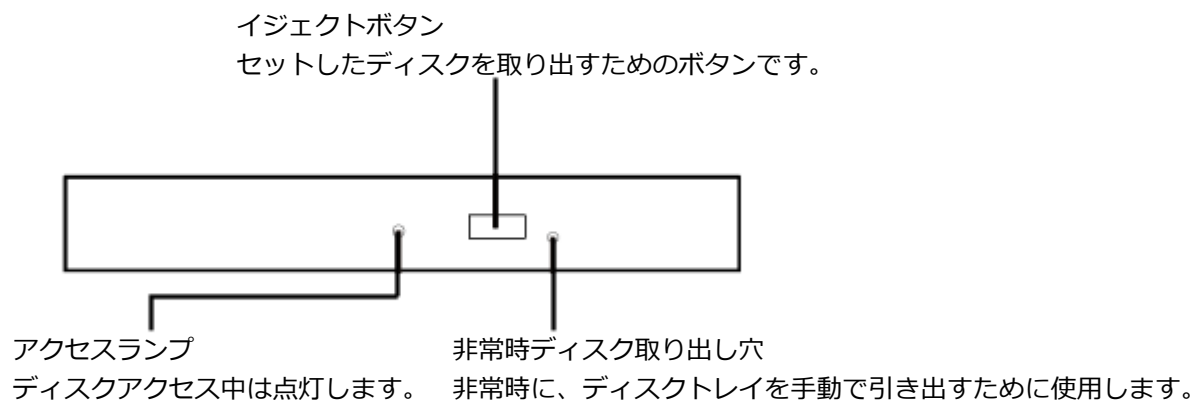 イジェクトボタン
セットしたディスクを取り出すためのボタンです。
アクセスランプ
ディスクアクセス中は点灯します。
非常時ディスク取り出し穴
非常時に、ディスクトレイを手動で引き出すために使用します。